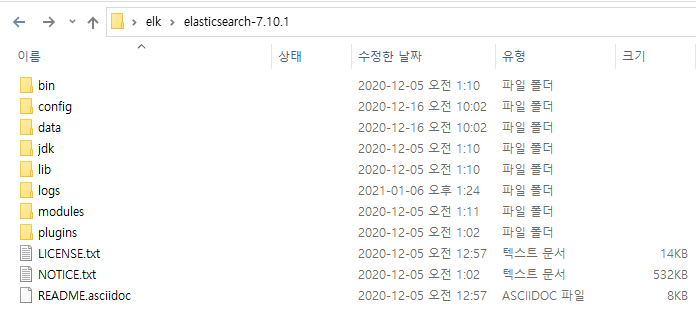 elk > elasticsearch-7.10.1
이름 상태 수정한 날짜 유형 크기
bin 2020-12-05 오전 1:10 파일 폴더
config 2020-12-16 오전 10:02 파일 폴더
data 2020-12-16 오전 10:02 파일 폴더
jdk 2020-12-05 오전 1:10 파일 폴더
lib 2020-12-05 오전 1:10 파일 폴더
logs 2021-01-06 오후 1:24 파일 폴더
modules 2020-12-05 오전 1:11 파일 폴더
plugins 2020-12-05 오전 1:02 파일 폴더
LICENSE.txt 2020-12-05 오전 12:57 텍스트 문서 14KB
NOTICE.txt 2020-12-05 오전 1:02 텍스트 문서 532KB
README.asciidoc 2020-12-05 오전 12:57 ASCIIDOC 파일 8KB